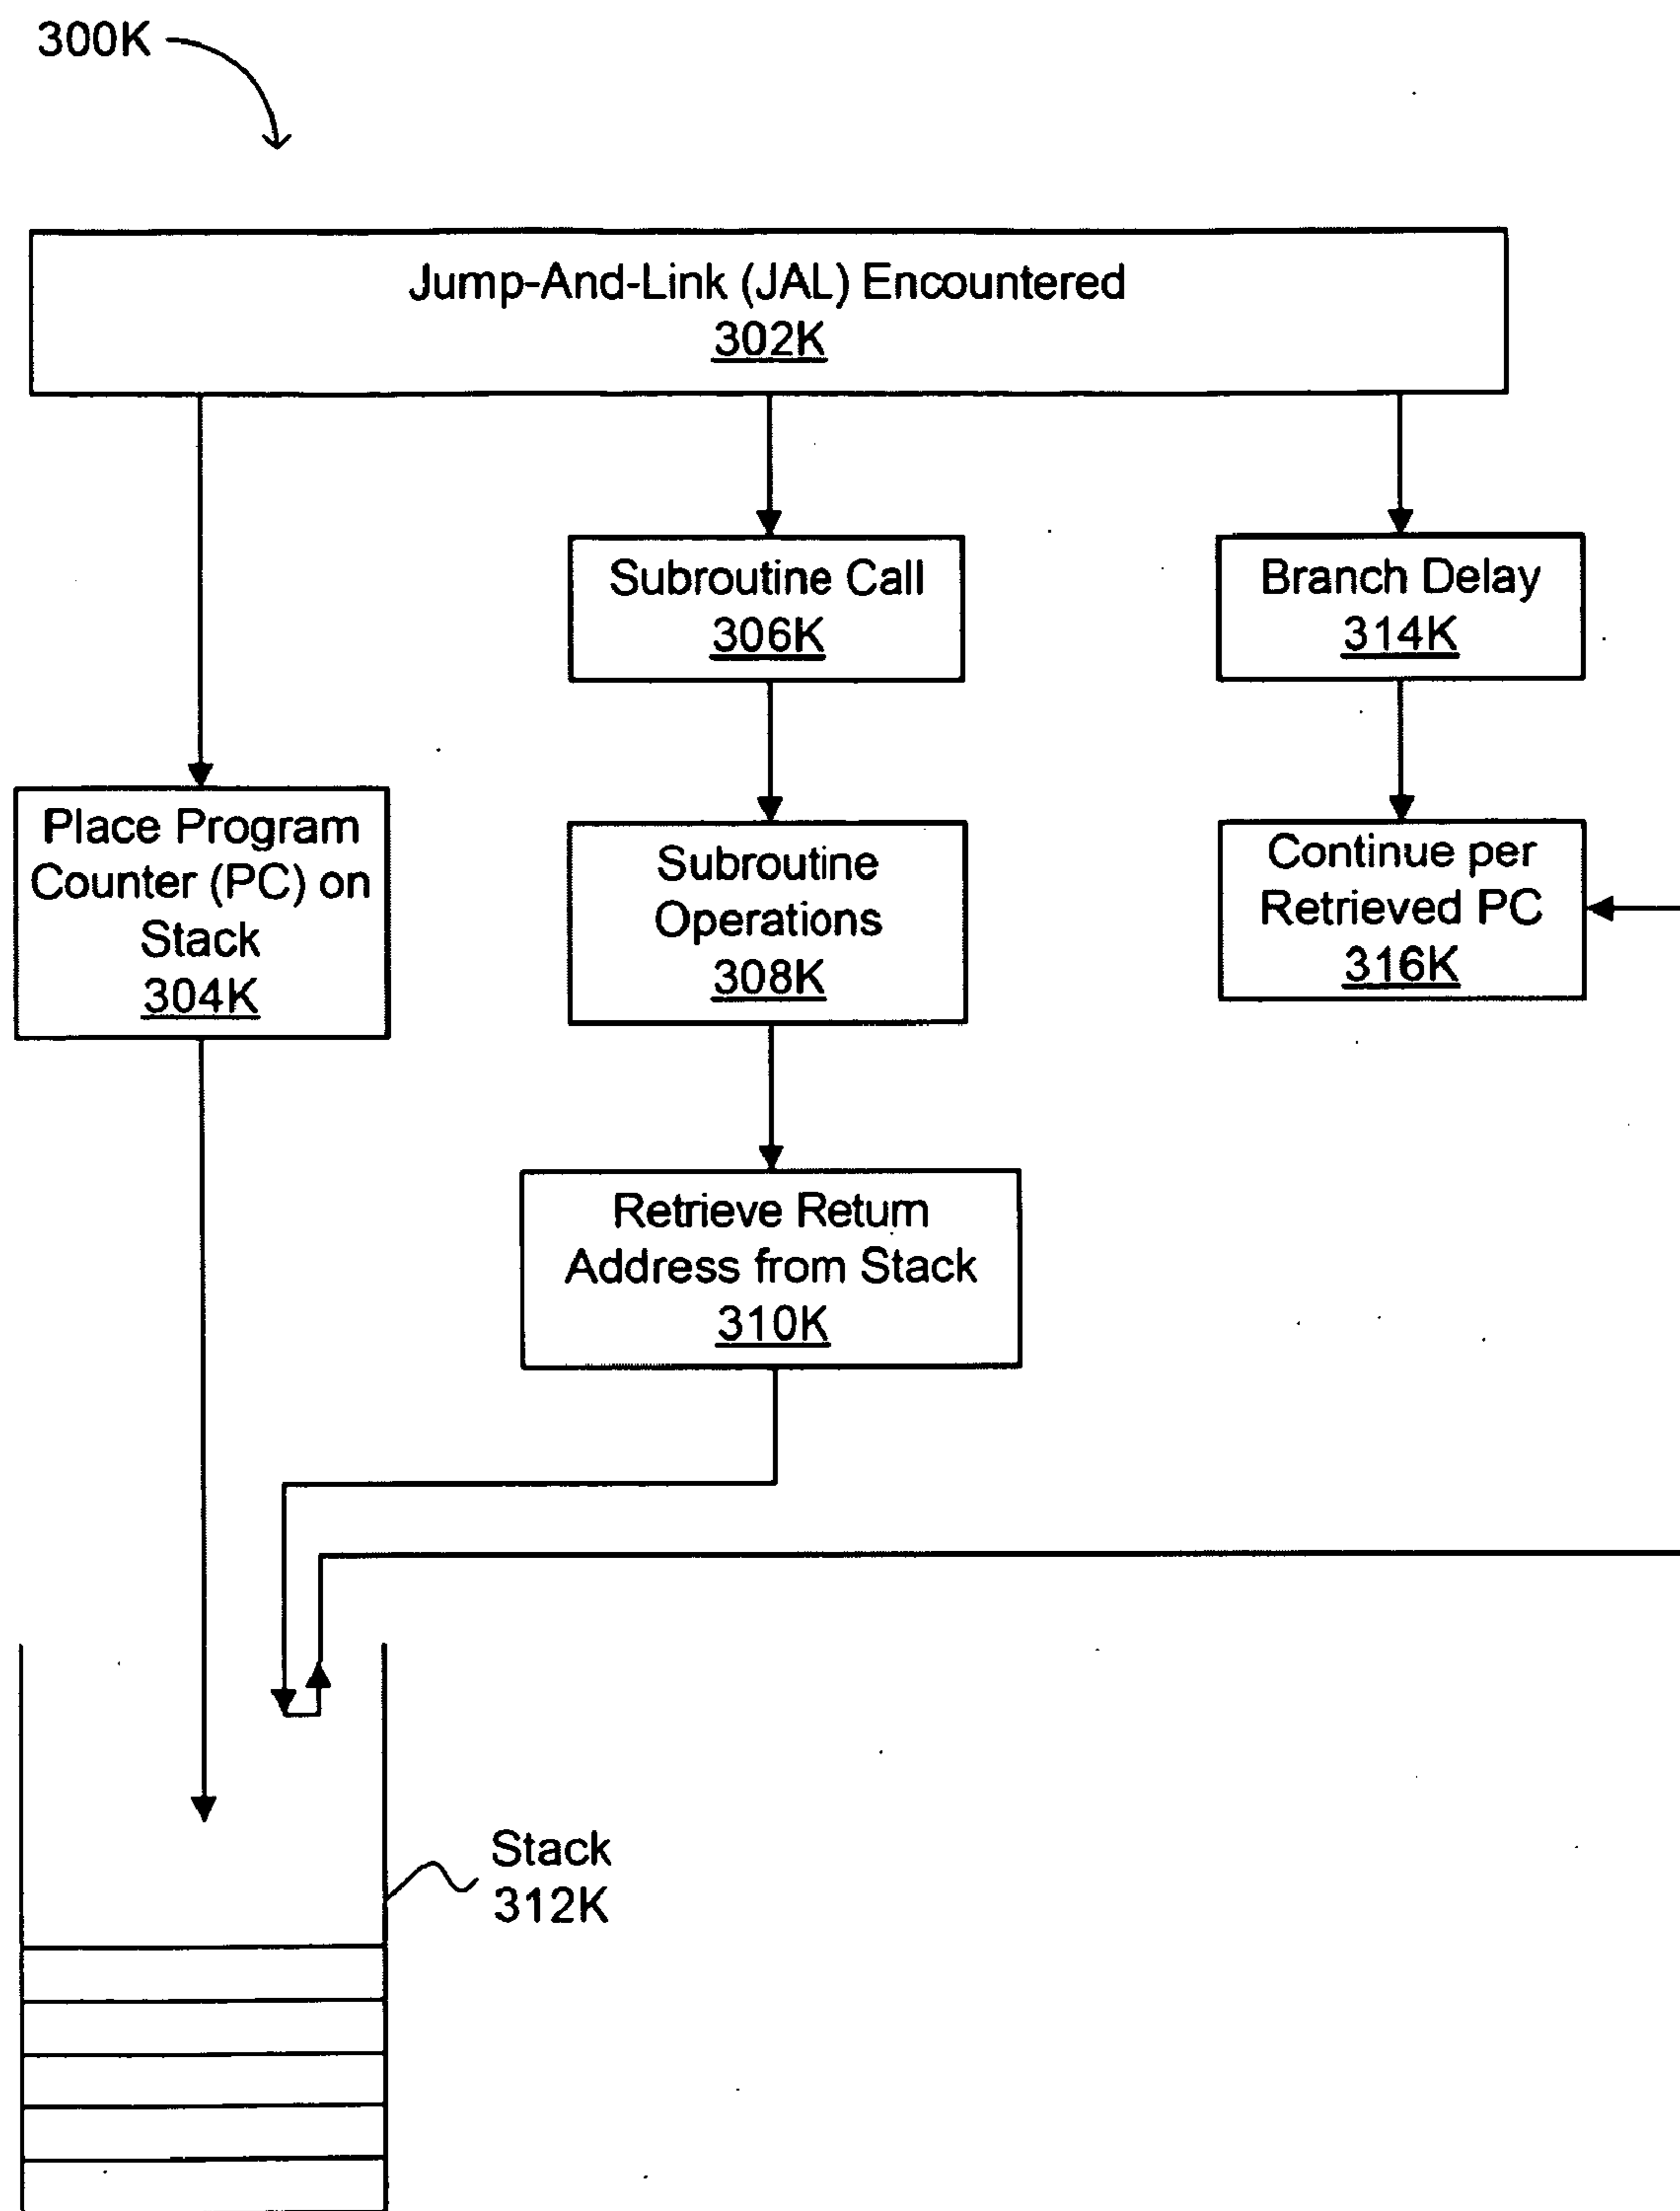 300K
Jump-And-Link (JAL) Encountered
302K
Subroutine Call
306K
Branch Delay
314K
Place Program
Counter (PC) on
Stack
304K
Subroutine
Operations
308K
Continue per
Retrieved PC
316K
Retrieve Return
Address from Stack
310K
Stack
312K